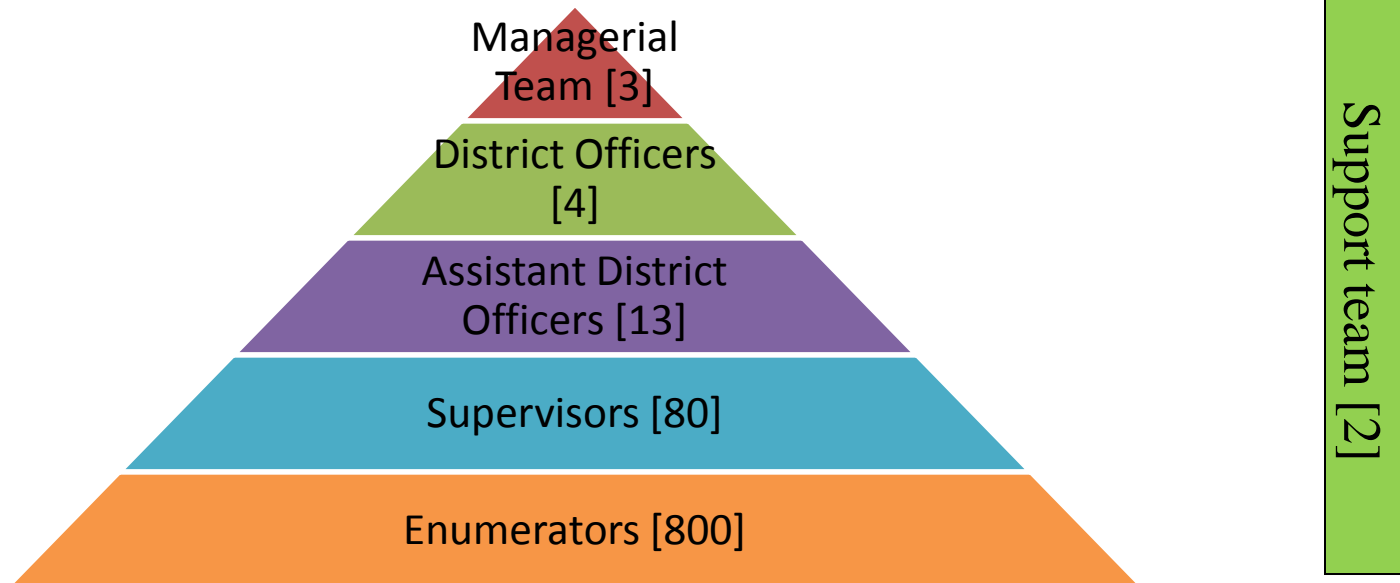 Managerial
Team [3]
District Officers
[4]
Assistant District
Officers [13]
Supervisors [80]
Enumerators [800]
Support team [2]